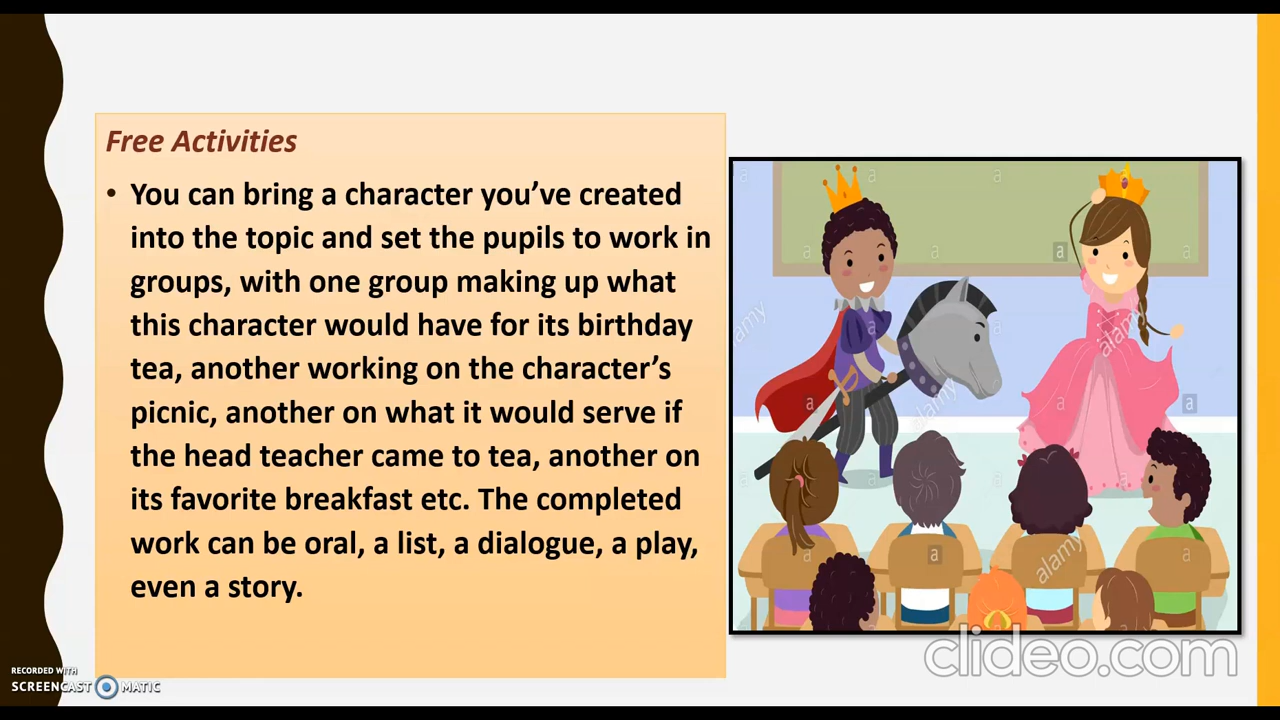 Free Activities
• You can bring a character you’ve created
into the topic and set the pupils to work in
groups, with one group making up what
this character would have for its birthday
tea, another working on the character’s
picnic, another on what it would serve if
the head teacher came to tea, another on
its favorite breakfast etc. The completed
work can be oral, a list, a dialogue, a play,
even a story.
alamy
alamy
alamy
alamy
a
a
a
a
a
a
a
a
a
a
clideo.com
RECORDED WITH
SCREENCAST MATIC